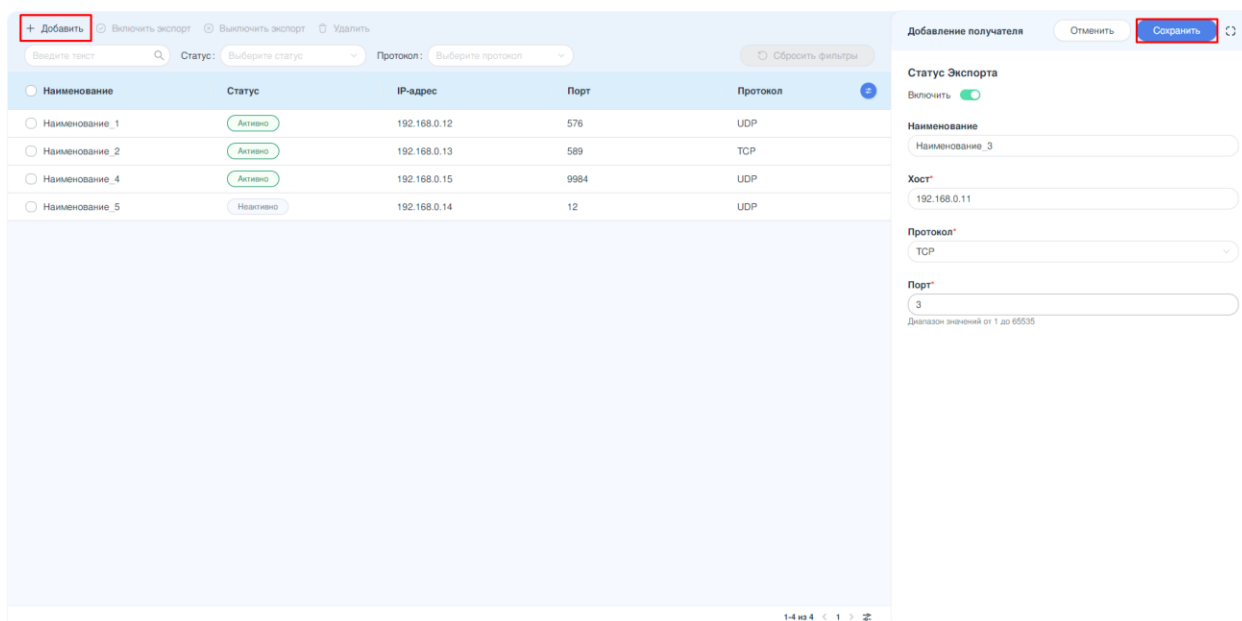 + Добавить Включить экспорт Выключить экспорт Удалить
Введите текст Статус: Выберите статус Протокол: Выберите протокол Сбросить фильтры
Наименование Статус IP-адрес Порт Протокол
Наименование_1 Активно 192.168.0.12 576 UDP
Наименование_2 Активно 192.168.0.13 589 TCP
Наименование_4 Активно 192.168.0.15 9984 UDP
Наименование_5 Неактивно 192.168.0.14 12 UDP
1-4 из 4 < 1 >
Добавление получателя Отменить Сохранить
Статус Экспорта
Включить
Наименование
Наименование_3
Хост*
192.168.0.11
Протокол*
TCP
Порт*
3
Диапазон значений от 1 до 65535